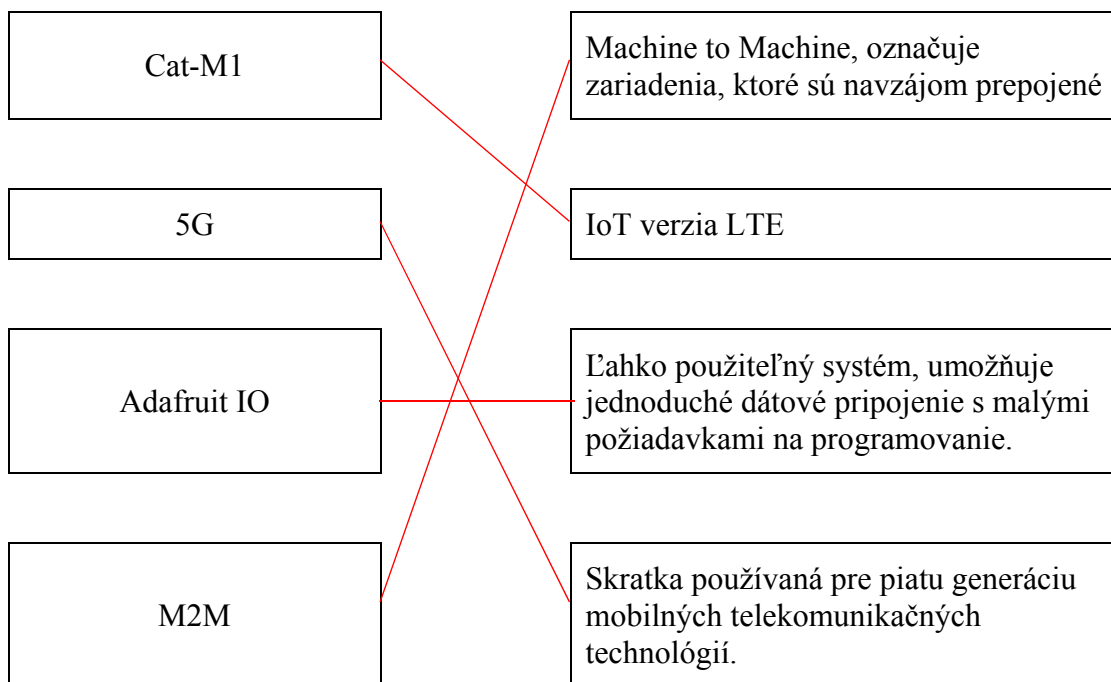 Cat-M1
Machine to Machine, označuje
zariadenia, ktoré sú navzájom prepojené
5G
IoT verzia LTE
Adafruit IO
Ľahko použiteľný systém, umožňuje
jednoduché dátové pripojenie s malými
požiadavkami na programovanie.
M2M
Skratka používaná pre piatu generáciu
mobilných telekomunikačných
technológií.